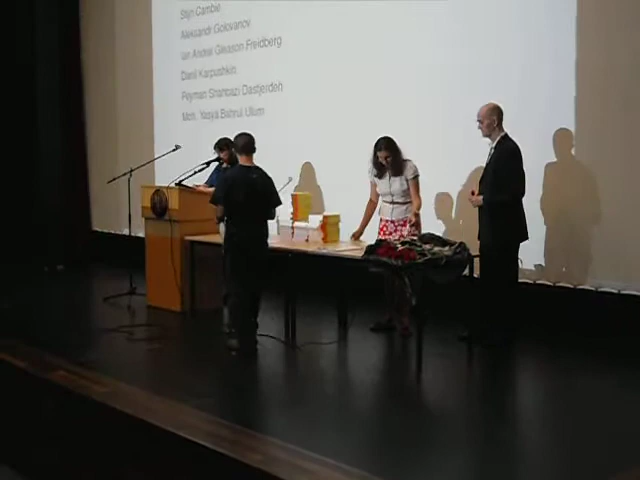 Stijn Cambie
Aleksandr Golovanov
Ian Andrei Gleason Freidberg
Danil Karpushkin
Peyman Shahbazi Dastjerdeh
Moh. Yasya Bahrul Ulum